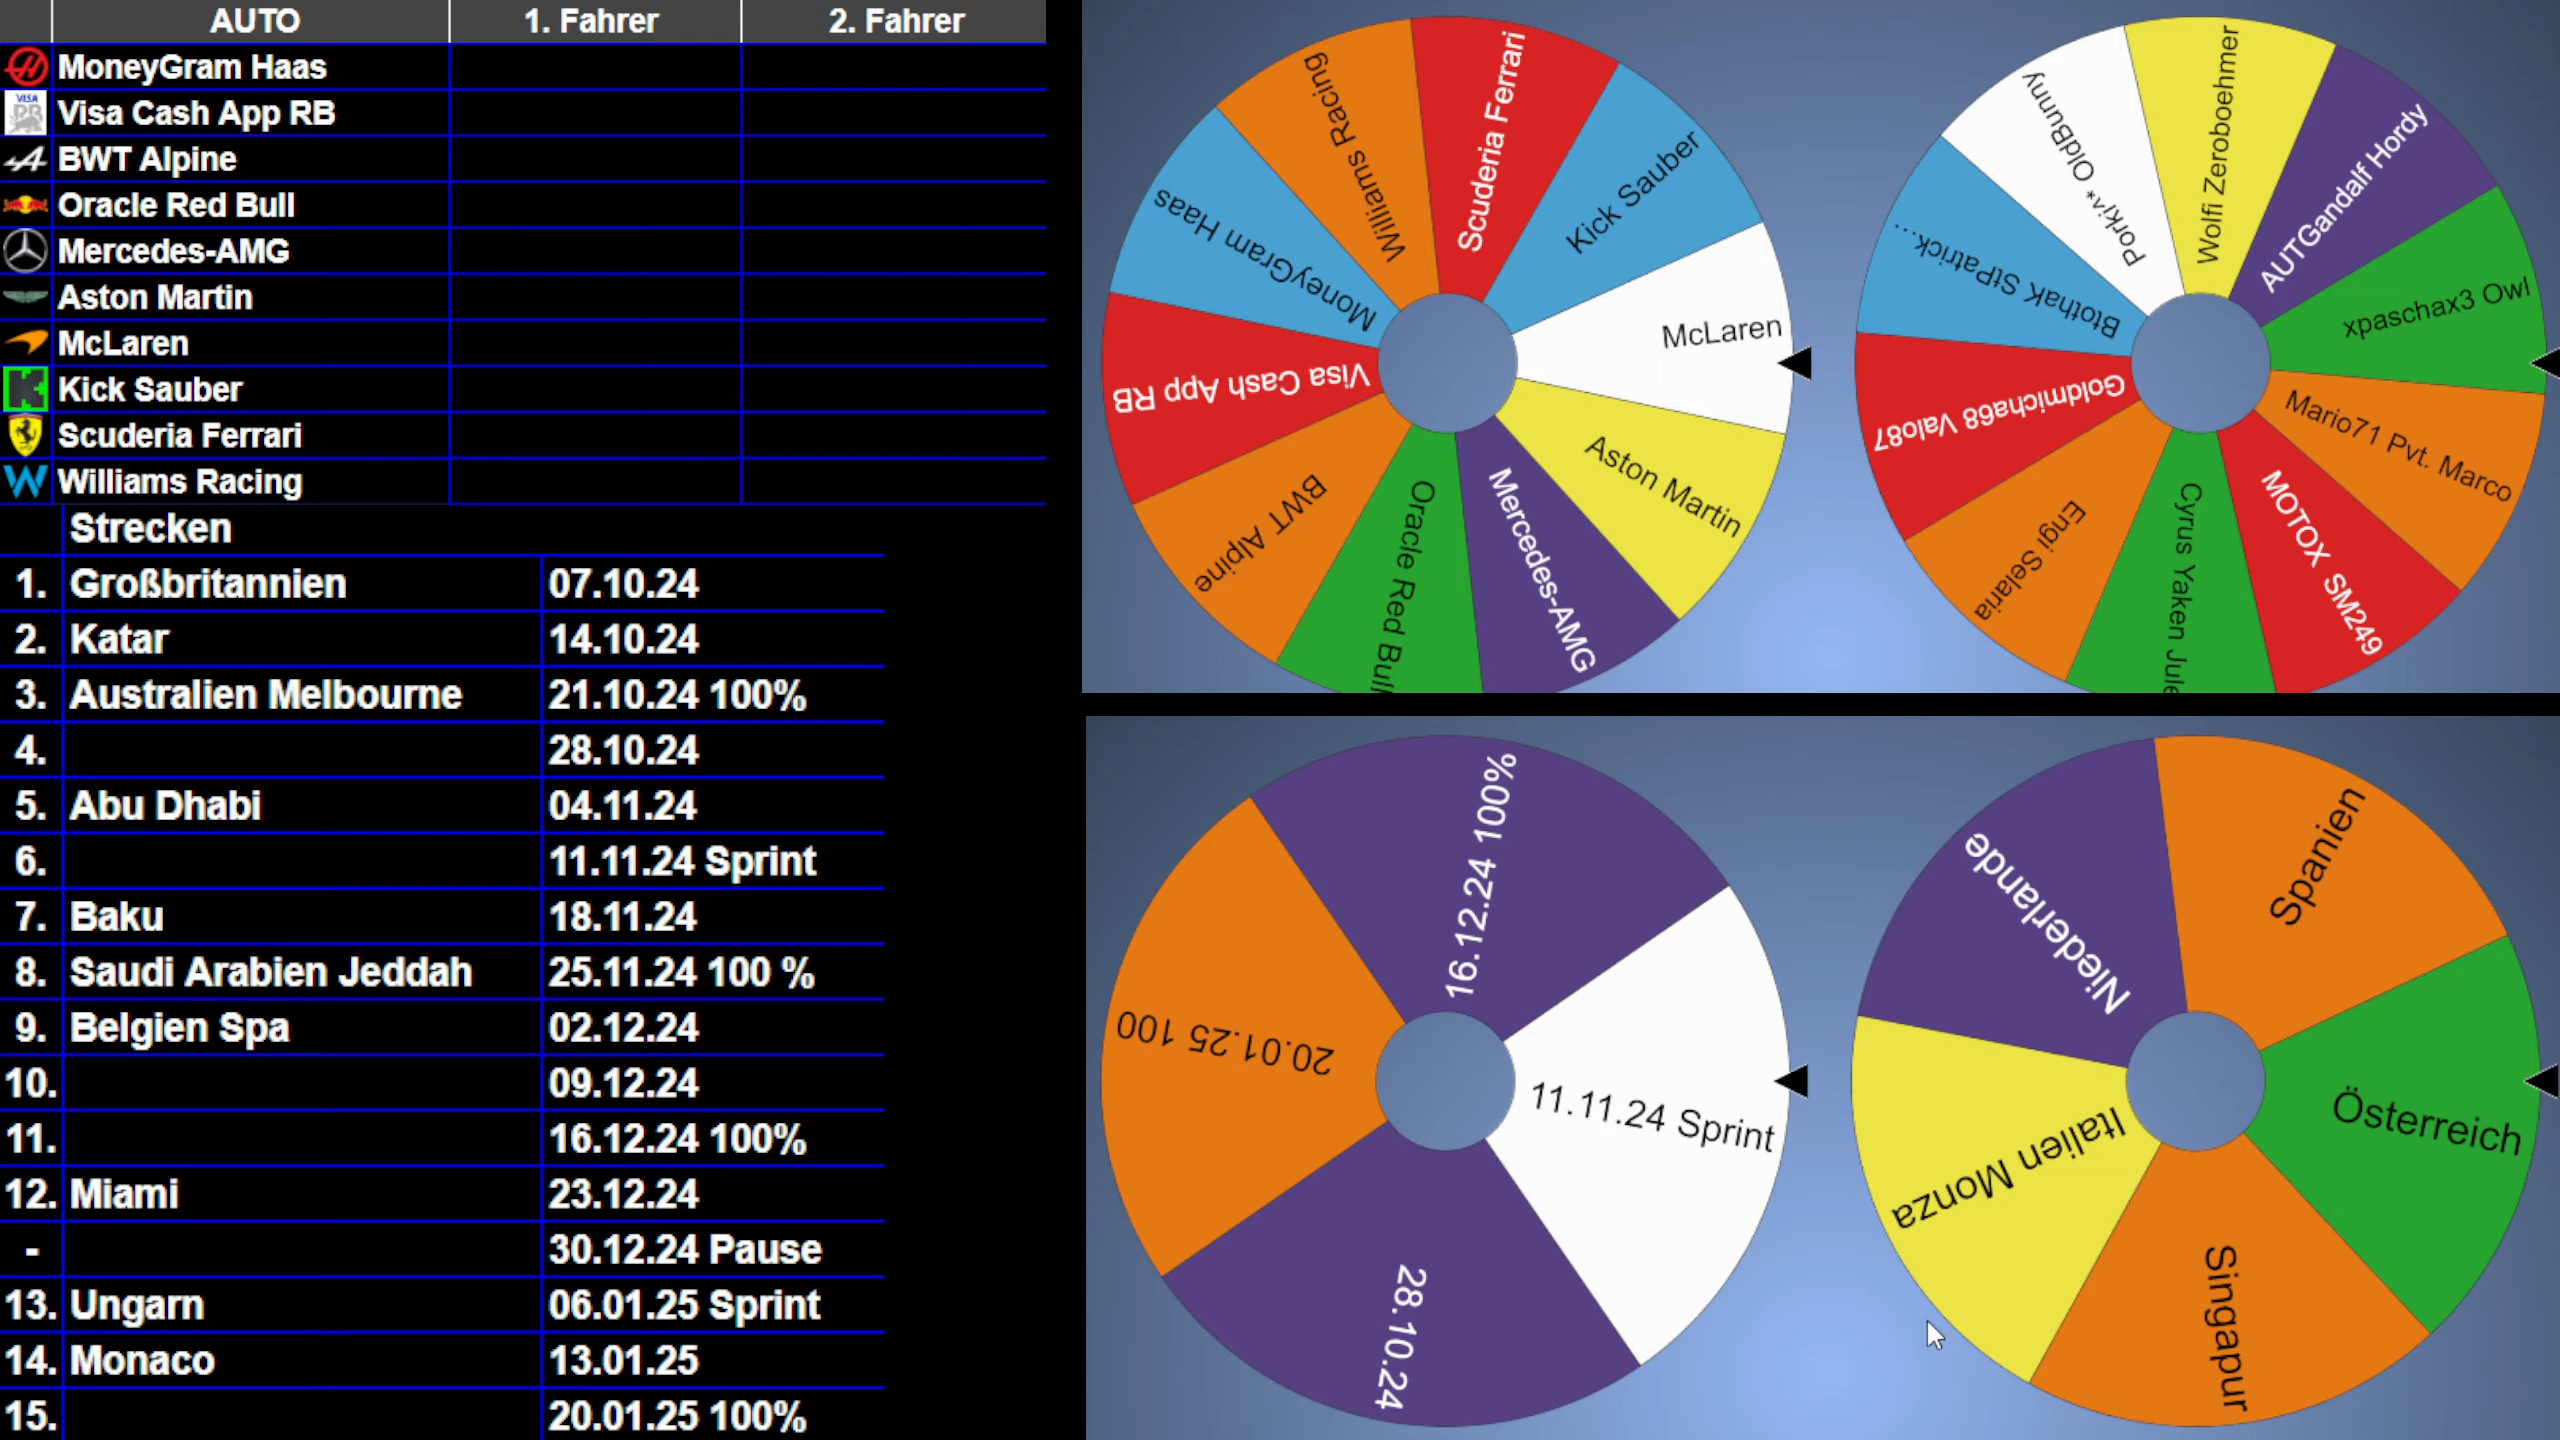 AUTO 1. Fahrer 2. Fahrer
MoneyGram Haas
VISA
Visa Cash App RB
BWT Alpine
Oracle Red Bull
Mercedes-AMG
Aston Martin
McLaren
Kick Sauber
Scuderia Ferrari
Williams Racing
Strecken
1. Großbritannien 07.10.24
2. Katar 14.10.24
3. Australien Melbourne 21.10.24 100%
4. 28.10.24
5. Abu Dhabi 04.11.24
6. 11.11.24 Sprint
7. Baku 18.11.24
8. Saudi Arabien Jeddah 25.11.24 100 %
9. Belgien Spa 02.12.24
10. 09.12.24
11. 16.12.24 100%
12. Miami 23.12.24
- 30.12.24 Pause
13. Ungarn 06.01.25 Sprint
14. Monaco 13.01.25
15. 20.01.25 100%
Scuderia Ferrari
Kick Sauber
McLaren
Aston Martin
Mercedes-AMG
Oracle Red Bull
BWT Alpine
Visa Cash App RB
MoneyGram Haas
Williams Racing
Wolfi Zeroboehmer
AUTGandalf Hordy
xpaschax3 Owl
Mario71 Pvt. Marco
MOTOX SM249
Cyrus Yaken Jule
Engi Selaria
Goldmicha68 Valo87
BtothaK StPatrick...
Porki^* OldBunny
16.12.24 100%
11.11.24 Sprint
28.10.24
20.01.25 100
Spanien
Österreich
Singapur
Italien Monza
Niederlande